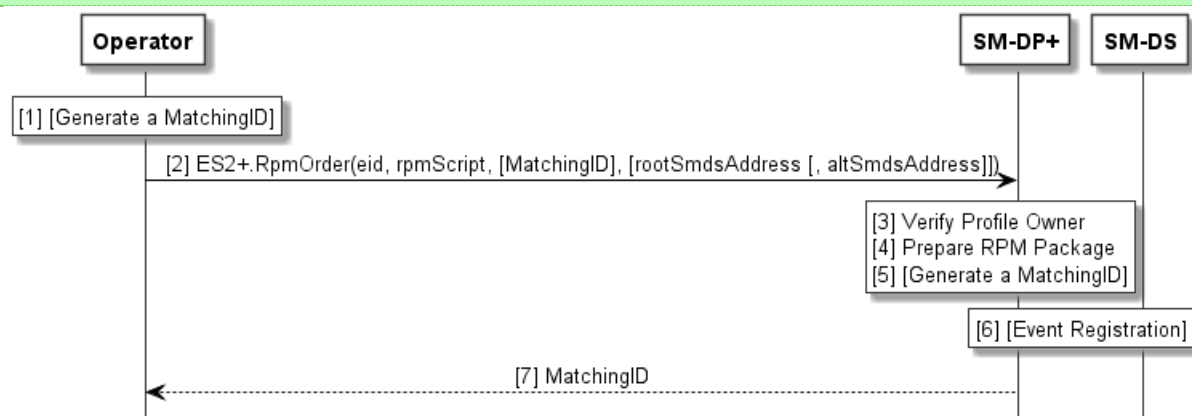 Operator SM-DP+ SM-DS
[1] [Generate a MatchingID]
[2] ES2+.RpmOrder(eid, rpmScript, [MatchingID], [rootSmdsAddress [, altSmdsAddress]])
[3] Verify Profile Owner
[4] Prepare RPM Package
[5] [Generate a MatchingID]
[6] [Event Registration]
[7] MatchingID